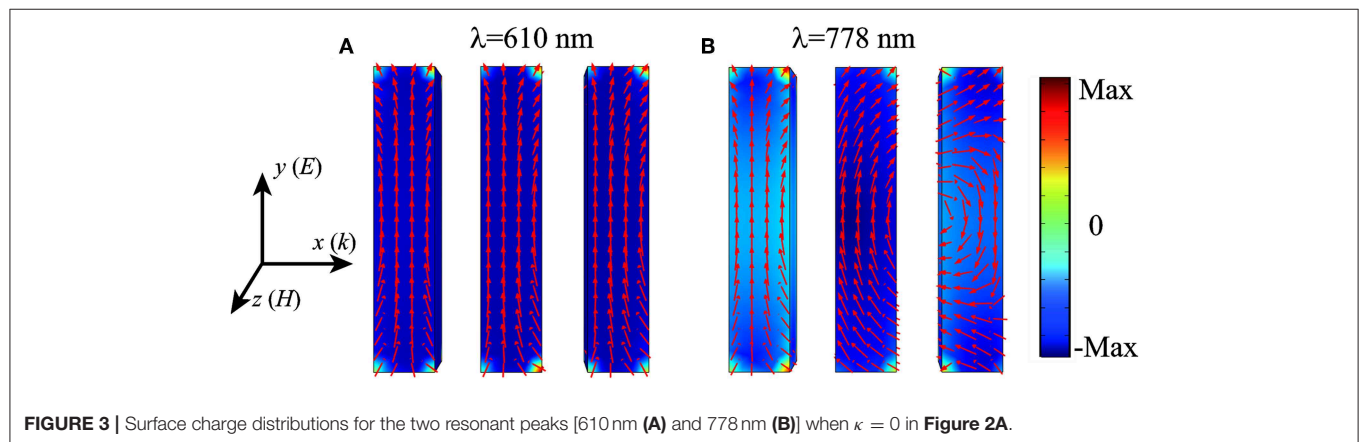 A
λ=610 nm
B
λ=778 nm
Max
0
-Max
y (E)
x (k)
z (H)
FIGURE 3 | Surface charge distributions for the two resonant peaks [610 nm (A) and 778 nm (B)] when κ = 0 in Figure 2A.